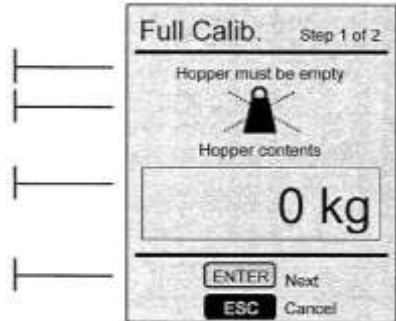 Full Calib. Step 1 of 2
Hopper must be empty
Hopper contents
0 kg
ENTER Next
ESC Cancel